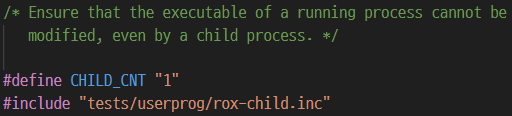 /* Ensure that the executable of a running process cannot be
modified, even by a child process. */
#define CHILD_CNT "1"
#include "tests/userprog/rox-child.inc"